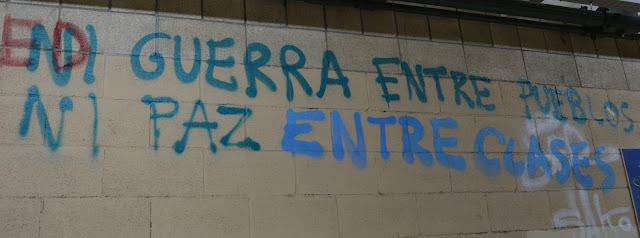 NI GUERRA ENTRE PUEBLOS
NI PAZ ENTRE CLASES